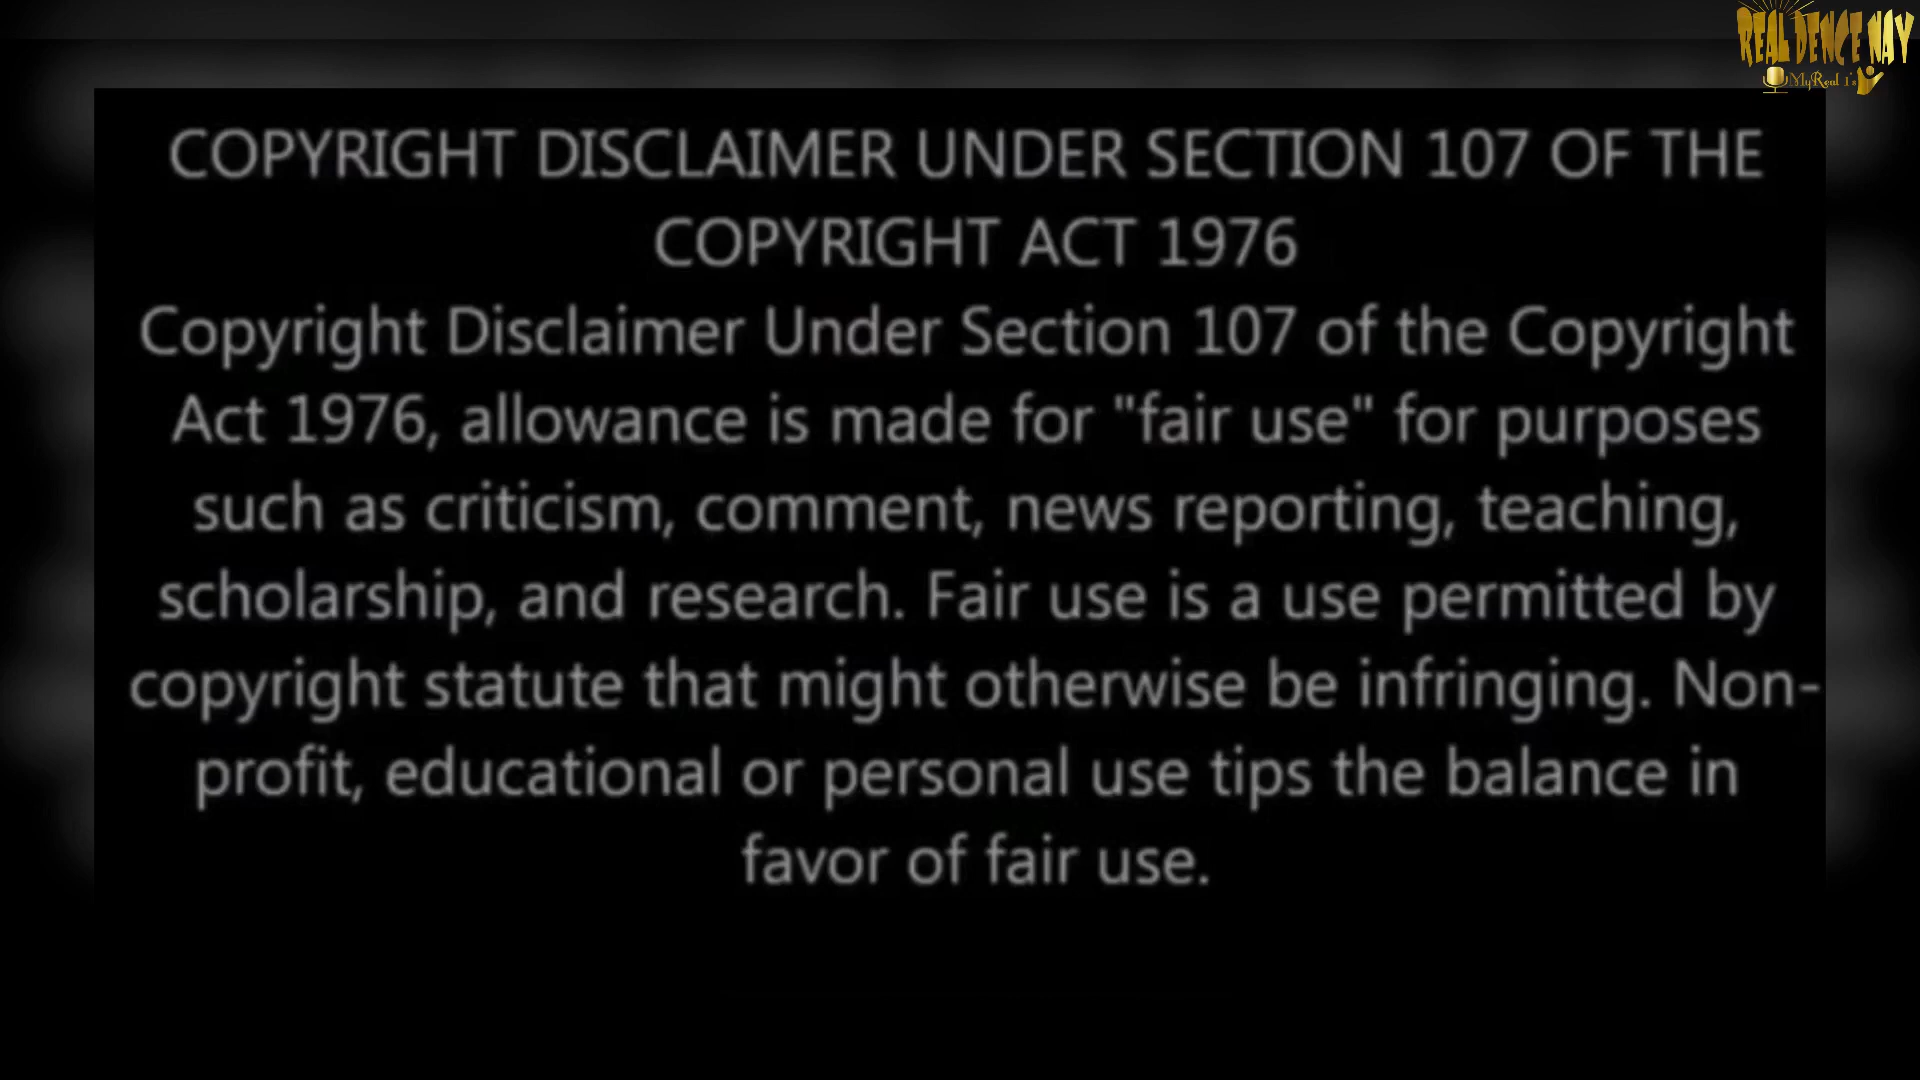 REAL DENCE NAY
MyReal 1's
COPYRIGHT DISCLAIMER UNDER SECTION 107 OF THE
COPYRIGHT ACT 1976
Copyright Disclaimer Under Section 107 of the Copyright
Act 1976, allowance is made for "fair use" for purposes
such as criticism, comment, news reporting, teaching,
scholarship, and research. Fair use is a use permitted by
copyright statute that might otherwise be infringing. Non-
profit, educational or personal use tips the balance in
favor of fair use.